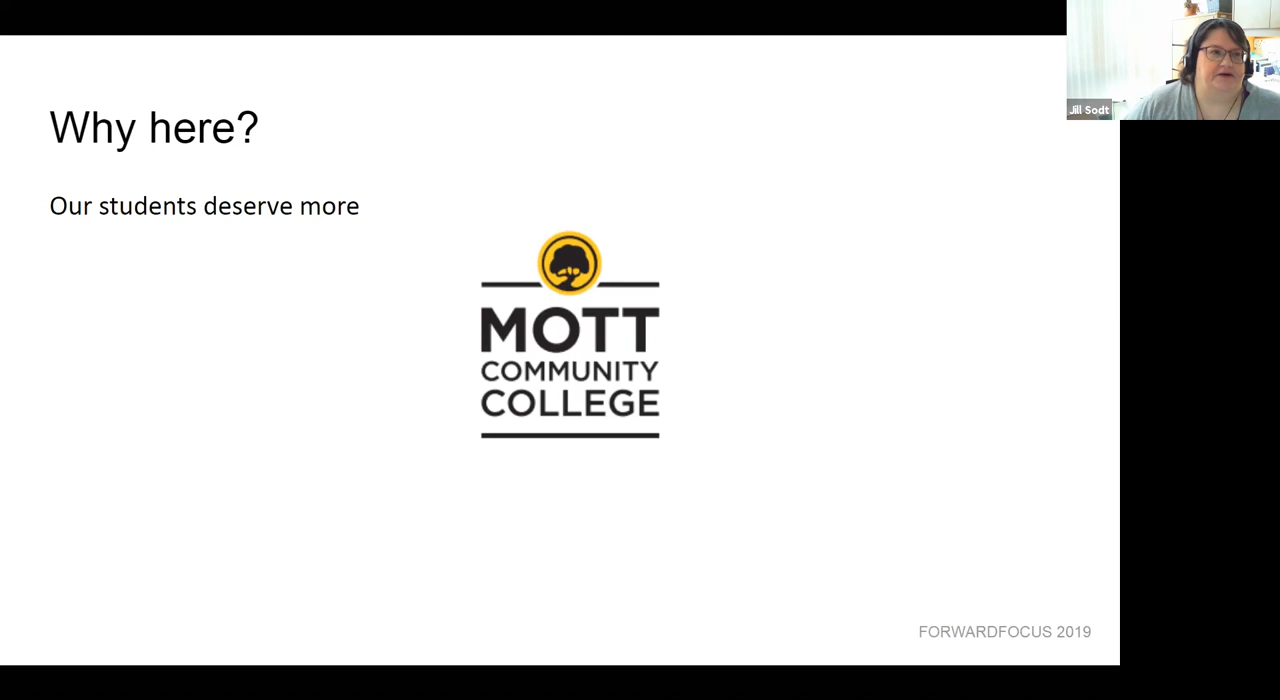 Jill Sodt
Why here?
Our students deserve more
MOTT
COMMUNITY
COLLEGE
FORWARDFOCUS 2019